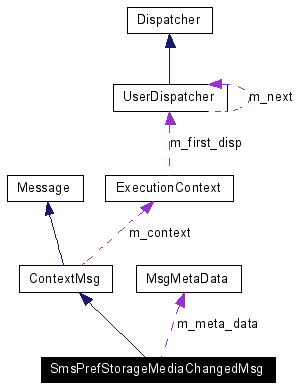 Dispatcher
UserDispatcher
m_next
m_first_disp
Message
ExecutionContext
m_context
ContextMsg
MsgMetaData
m_meta_data
SmsPrefStorageMediaChangedMsg